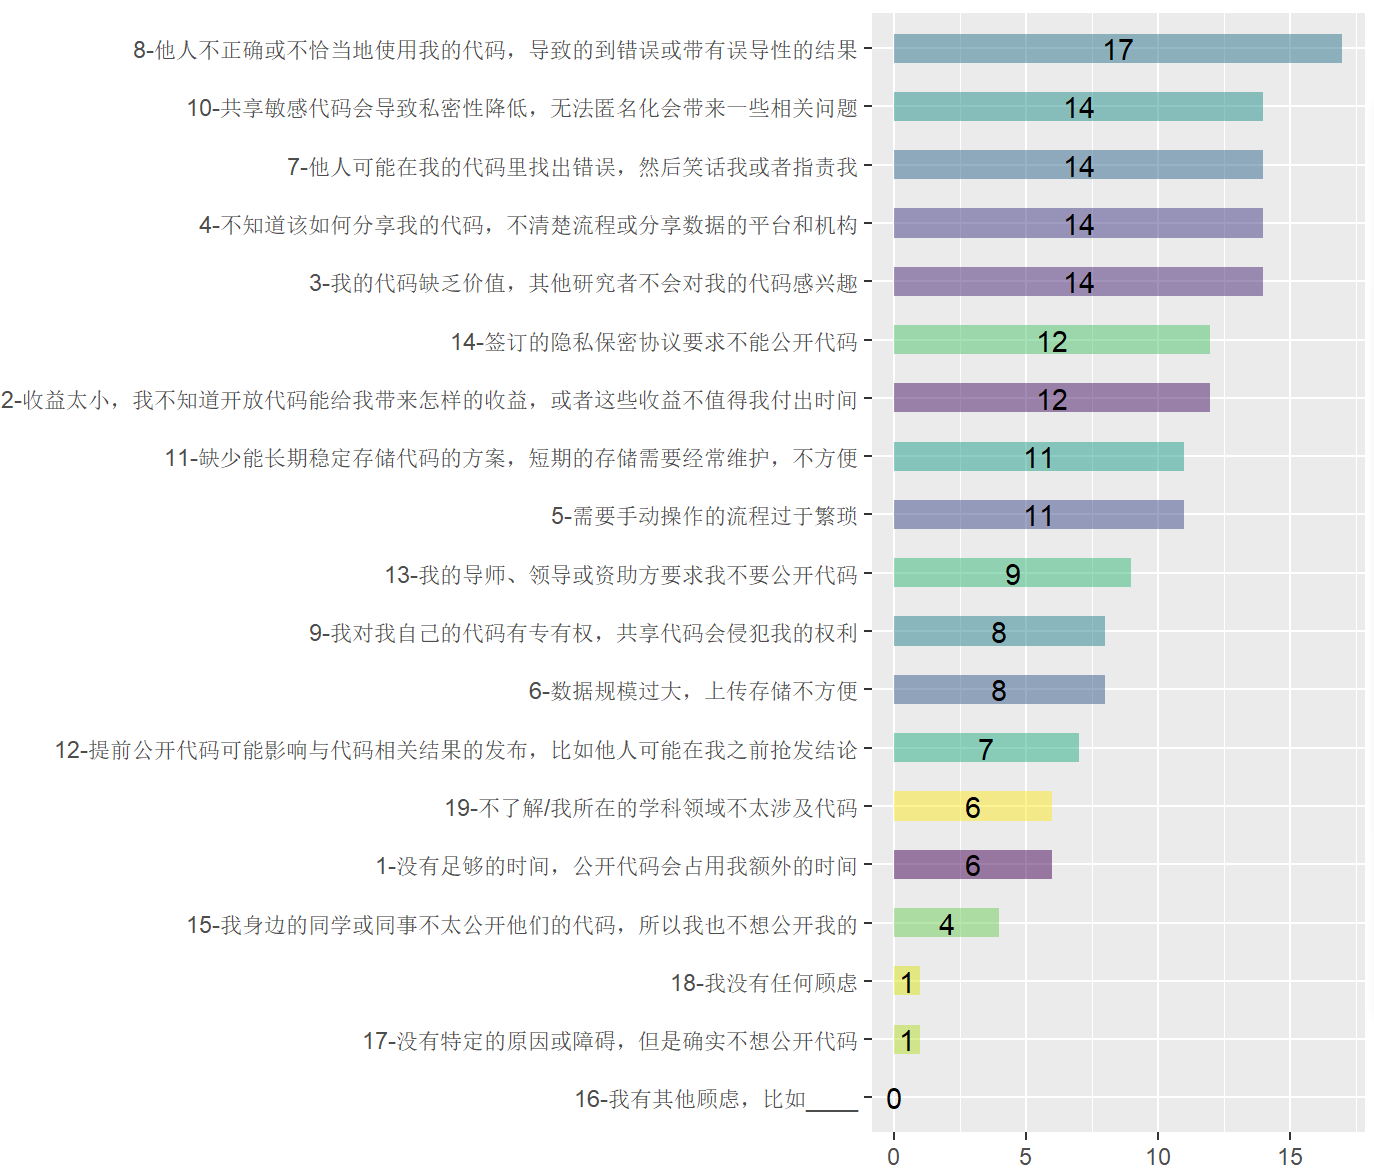 8-他人不正确或不恰当地使用我的代码，导致的到错误或带有误导性的结果 17
10-共享敏感代码会导致私密性降低，无法匿名化会带来一些相关问题 14
7-他人可能在我的代码里找出错误，然后笑话我或者指责我 14
4-不知道该如何分享我的代码，不清楚流程或分享数据的平台和机构 14
3-我的代码缺乏价值，其他研究者不会对我的代码感兴趣 14
14-签订的隐私保密协议要求不能公开代码 12
2-收益太小，我不知道开放代码能给我带来怎样的收益，或者这些收益不值得我付出时间 12
11-缺少能长期稳定存储代码的方案，短期的存储需要经常维护，不方便 11
5-需要手动操作的流程过于繁琐 11
13-我的导师、领导或资助方要求我不要公开代码 9
9-我对我自己的代码有专有权，共享代码会侵犯我的权利 8
6-数据规模过大，上传存储不方便 8
12-提前公开代码可能影响与代码相关结果的发布，比如他人可能在我之前抢发结论 7
19-不了解/我所在的学科领域不太涉及代码 6
1-没有足够的时间，公开代码会占用我额外的时间 6
15-我身边的同学或同事不太公开他们的代码，所以我也不想公开我的 4
18-我没有任何顾虑 1
17-没有特定的原因或障碍，但是确实不想公开代码 1
16-我有其他顾虑，比如____ 0
0 5 10 15